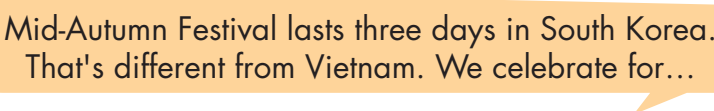 Mid-Autumn Festival lasts three days in South Korea.
That's different from Vietnam. We celebrate for...